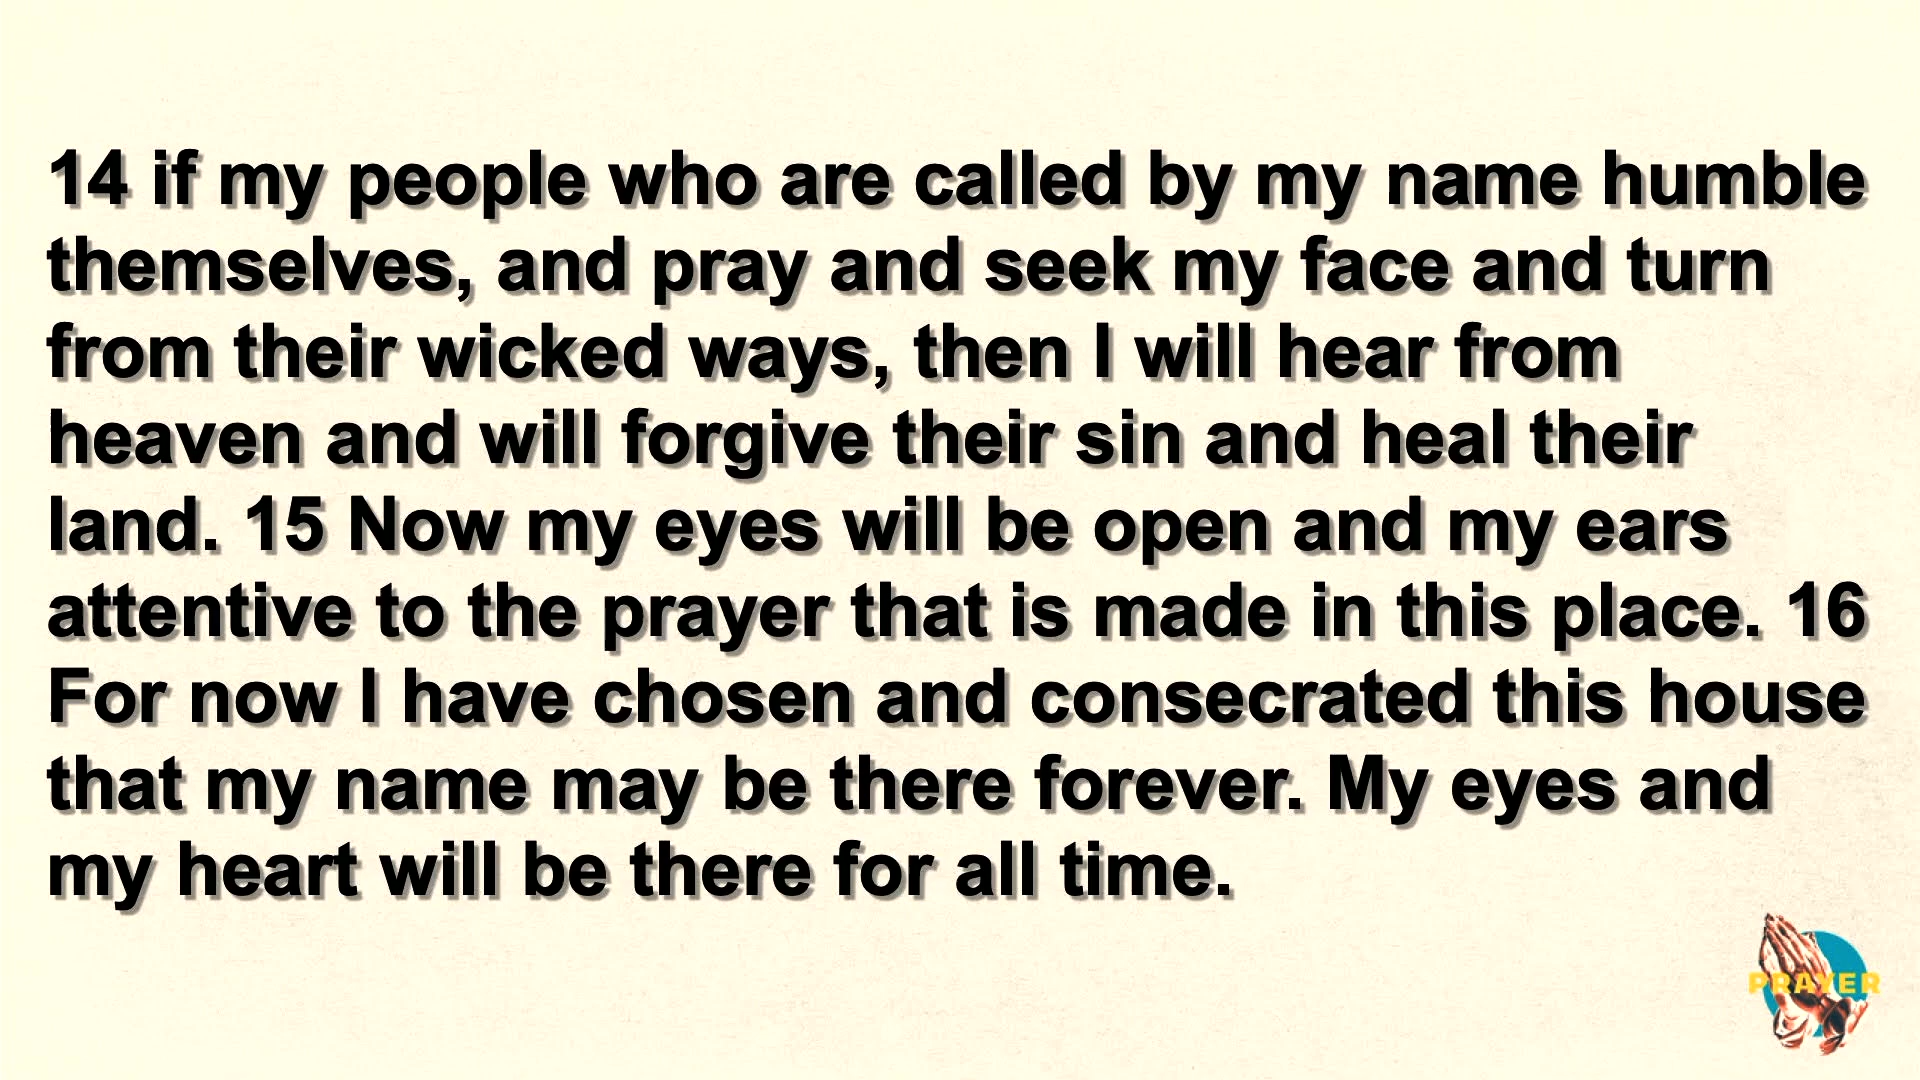 14 if my people who are called by my name humble
themselves, and pray and seek my face and turn
from their wicked ways, then I will hear from
heaven and will forgive their sin and heal their
land. 15 Now my eyes will be open and my ears
attentive to the prayer that is made in this place. 16
For now I have chosen and consecrated this house
that my name may be there forever. My eyes and
my heart will be there for all time.
PRAYER